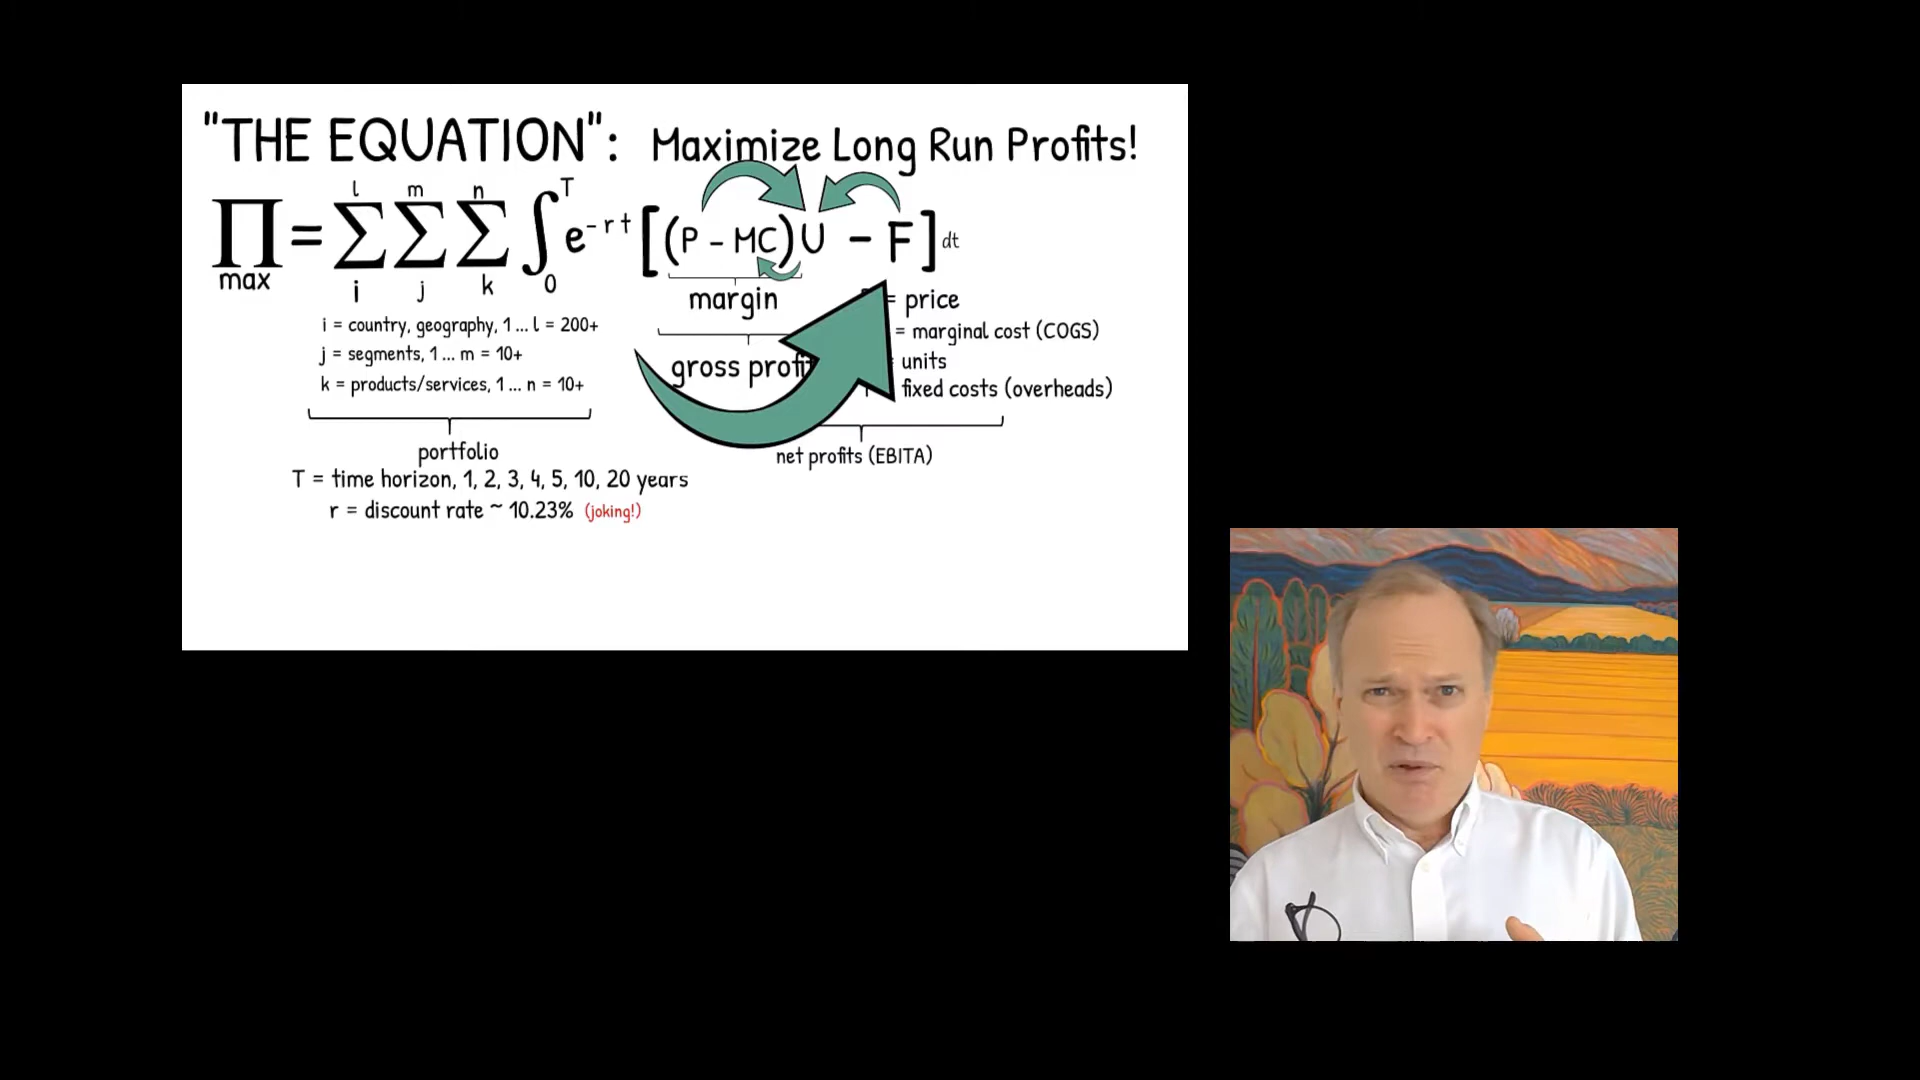 "THE EQUATION": Maximize Long Run Profits!
l m n T
∏ = ∑ ∑ ∑ ∫ e^-rt [(P - MC)U - F] dt
max i j k 0
margin
= price
i = country, geography, 1 ... l = 200+
= marginal cost (COGS)
j = segments, 1 ... m = 10+
gross profit
units
k = products/services, 1 ... n = 10+
fixed costs (overheads)
portfolio
net profits (EBITA)
T = time horizon, 1, 2, 3, 4, 5, 10, 20 years
r = discount rate ~ 10.23% (joking!)